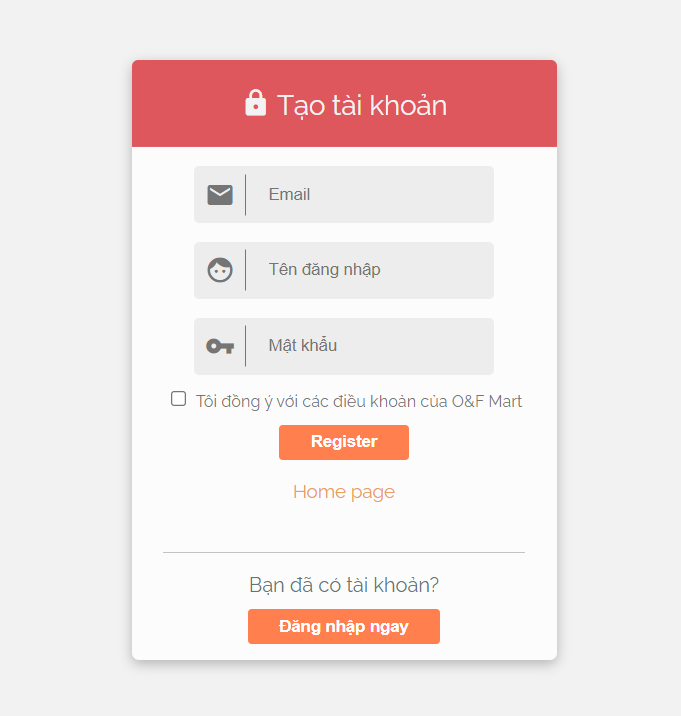 Tạo tài khoản
Email
Tên đăng nhập
Mật khẩu
Tôi đồng ý với các điều khoản của O&F Mart
Register
Home page
Bạn đã có tài khoản?
Đăng nhập ngay